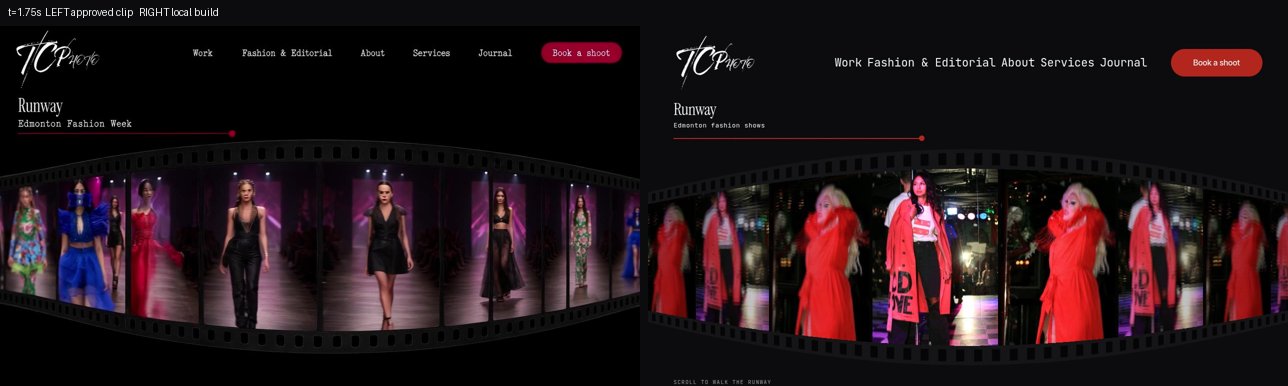 t=1.75s LEFT approved clip RIGHT local build
TCPhoto
Work Fashion & Editorial About Services Journal Book a shoot
Runway
Edmonton Fashion Week
TCPhoto
Work Fashion & Editorial About Services Journal Book a shoot
Runway
Edmonton fashion shows
SCROLL TO WALK THE RUNWAY